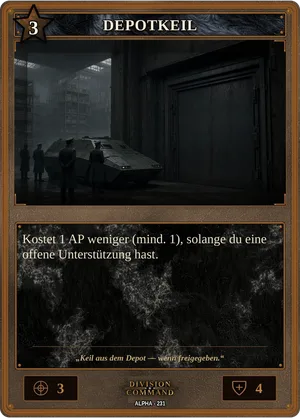 3
DEPOTKEIL
Kostet 1 AP weniger (mind. 1), solange du eine
offene Unterstützung hast.
„Keil aus dem Depot — wenn freigegeben.“
3
DIVISION
COMMAND
ALPHA · 231
4